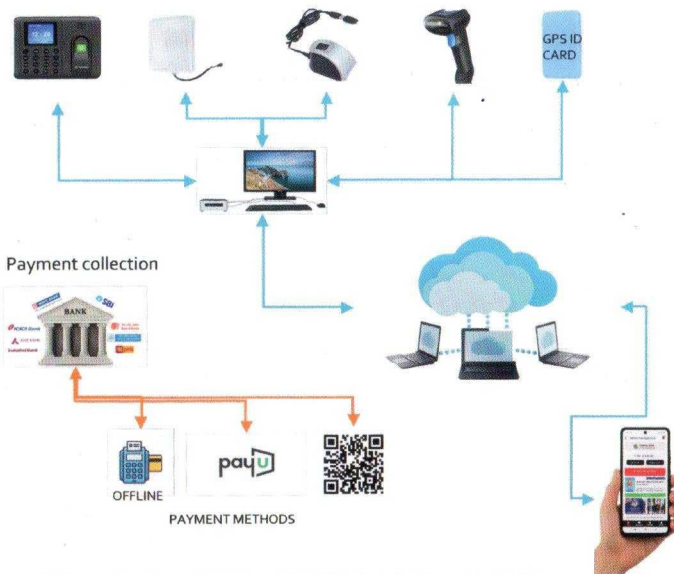 GPS ID
CARD
Payment collection
BANK
SBI
ICICI Bank
OFFLINE
payu
PAYMENT METHODS